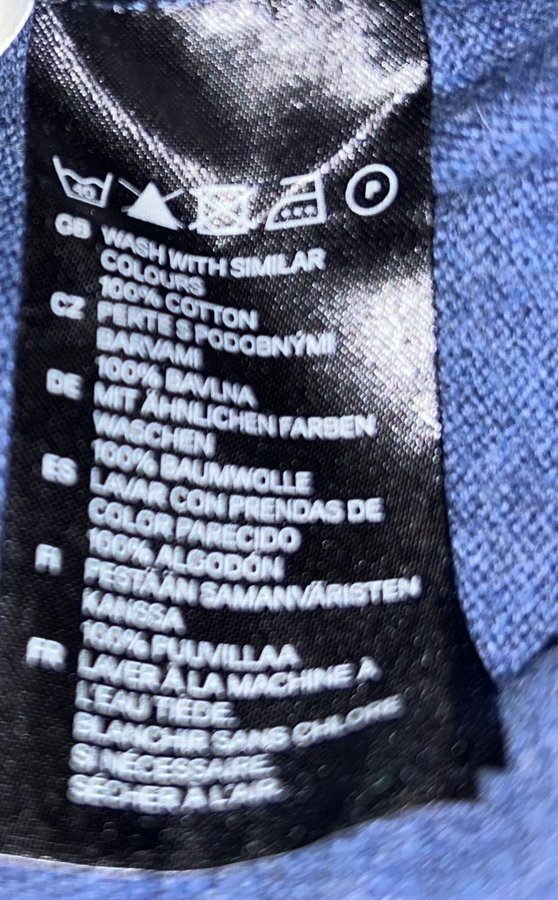 40 P
GB WASH WITH SIMILAR
COLOURS
100% COTTON
CZ PERTE S PODOBNÝMI
BARVAMI
100% BAVLNA
DE MIT ÄHNLICHEN FARBEN
WASCHEN
100% BAUMWOLLE
ES LAVAR CON PRENDAS DE
COLOR PARECIDO
100% ALGODÓN
FI PESTÄÄN SAMANVÄRISTEN
KANSSA
100% PUUVILLAA
FR LAVER À LA MACHINE À
L'EAU TIÈDE.
BLANCHIR SANS CHLORE
SI NÉCESSAIRE.
SÉCHER À L'AIR.